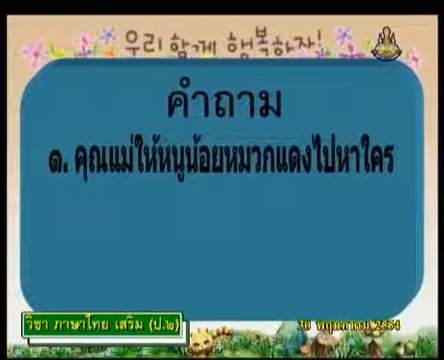 우리 함께 행복하자!
คำถาม
๑. คุณแม่ให้หนูน้อยหมวกแดงไปหาใคร
วิชา ภาษาไทย เสริม (ป.๒)
30 พฤษภาคม 2554